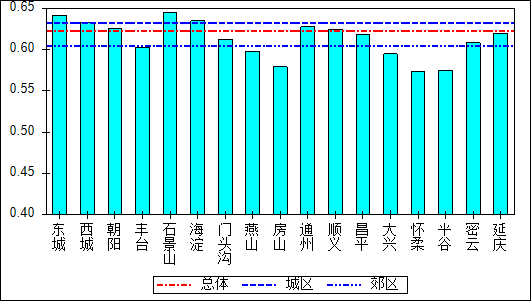 0.65
0.60
0.55
0.50
0.45
0.40
东城
西城
朝阳
丰台
石景山
海淀
门头沟
燕山
房山
通州
顺义
昌平
大兴
怀柔
平谷
密云
延庆
总体 城区 郊区